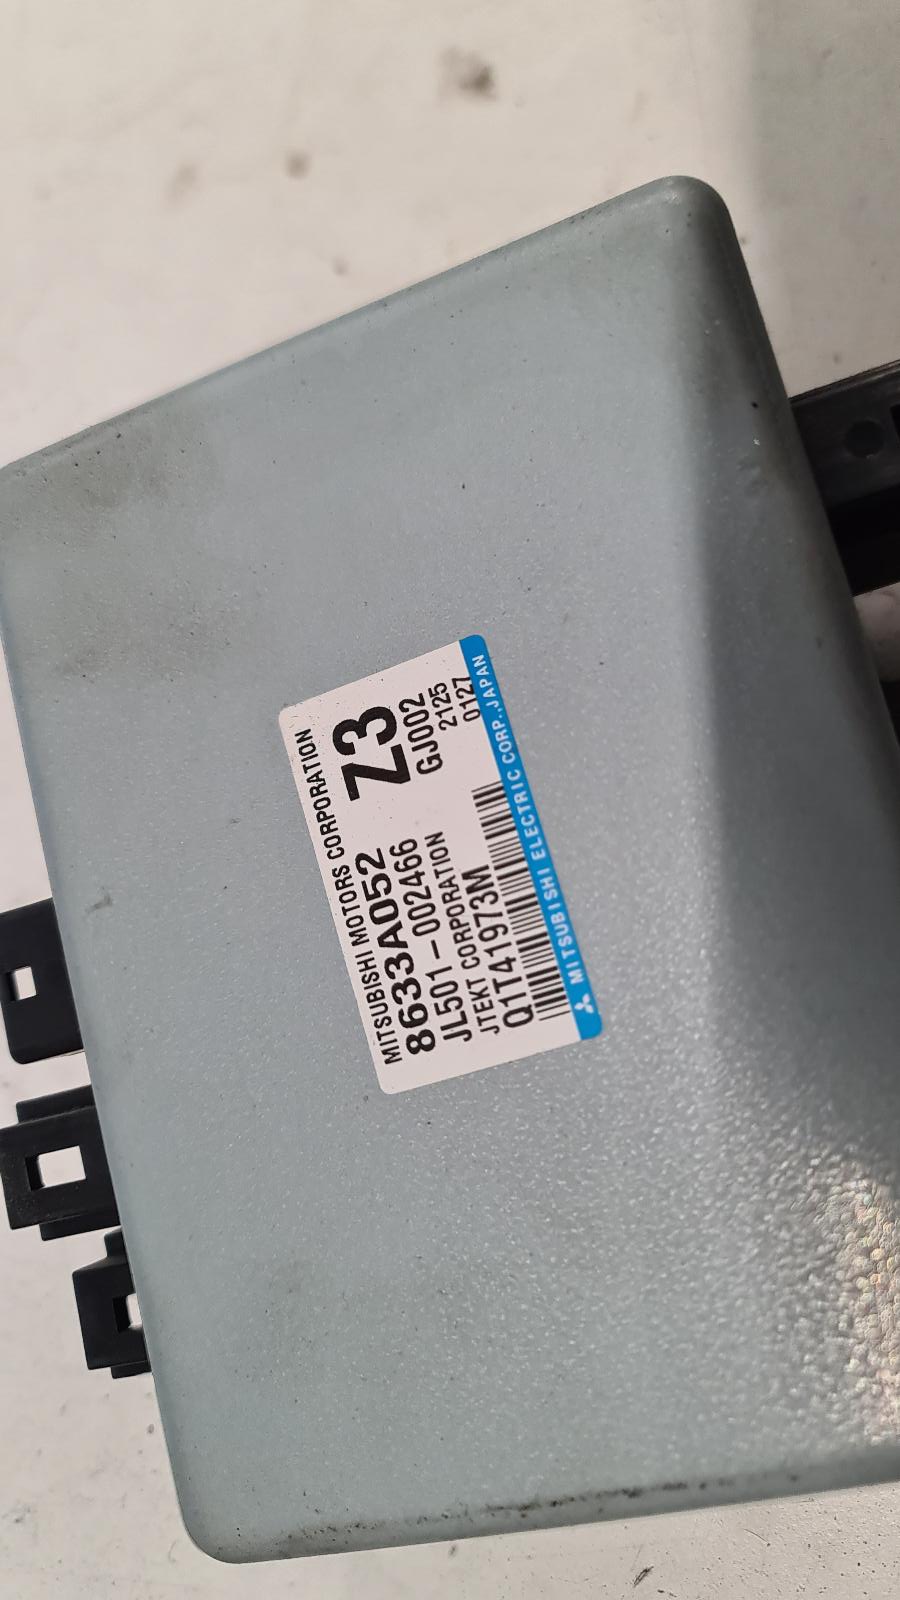 MITSUBISHI MOTORS CORPORATION
8633A052 Z3
JL501-002466 GJ002
JTEKT CORPORATION 2125
Q1T41973M 0127
MITSUBISHI ELECTRIC CORP.,JAPAN